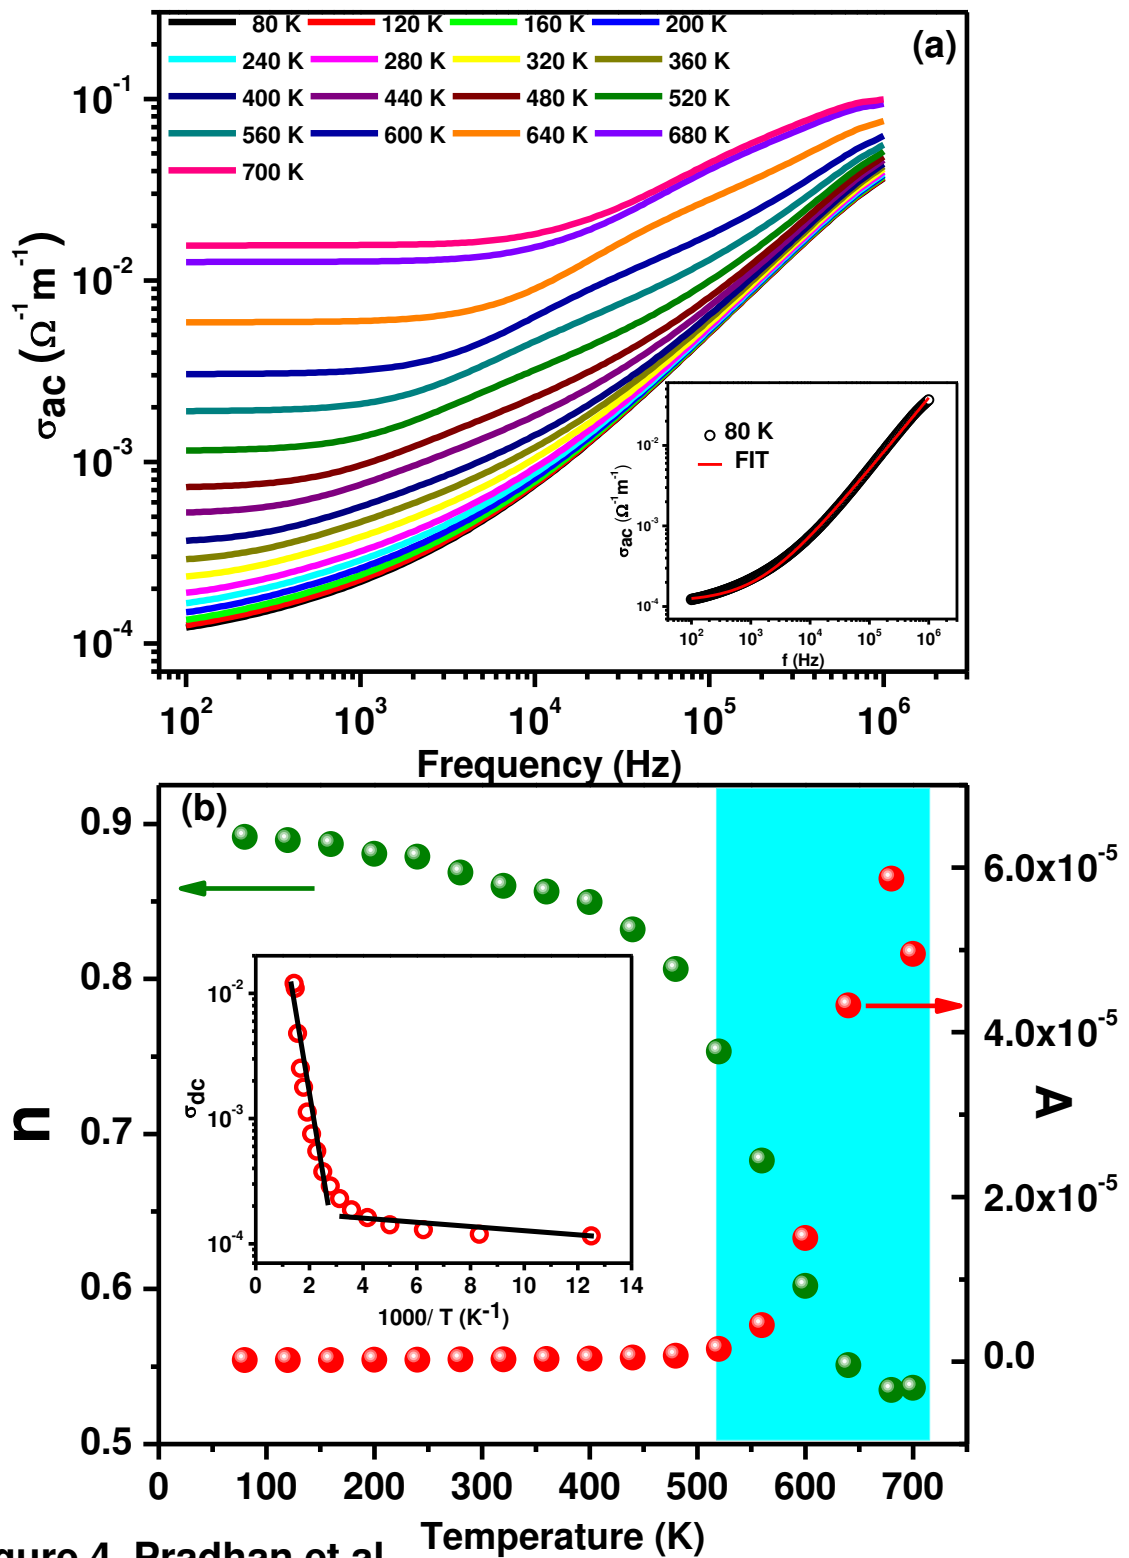 80 K 120 K 160 K 200 K
240 K 280 K 320 K 360 K
400 K 440 K 480 K 520 K
560 K 600 K 640 K 680 K
700 K
(a)
10⁻¹
10⁻²
10⁻³
10⁻⁴
σac (Ω⁻¹m⁻¹)
10² 10³ 10⁴ 10⁵ 10⁶
Frequency (Hz)
80 K
FIT
10⁻²
10⁻³
10⁻⁴
σac (Ω⁻¹m⁻¹)
10² 10³ 10⁴ 10⁵ 10⁶
f (Hz)
(b)
0.9
0.8
0.7
0.6
0.5
n
6.0x10⁻⁵
4.0x10⁻⁵
2.0x10⁻⁵
0.0
A
10⁻²
10⁻³
10⁻⁴
σdc
0 2 4 6 8 10 12 14
1000/ T (K⁻¹)
0 100 200 300 400 500 600 700
Temperature (K)
gure 4 Pradhan et al